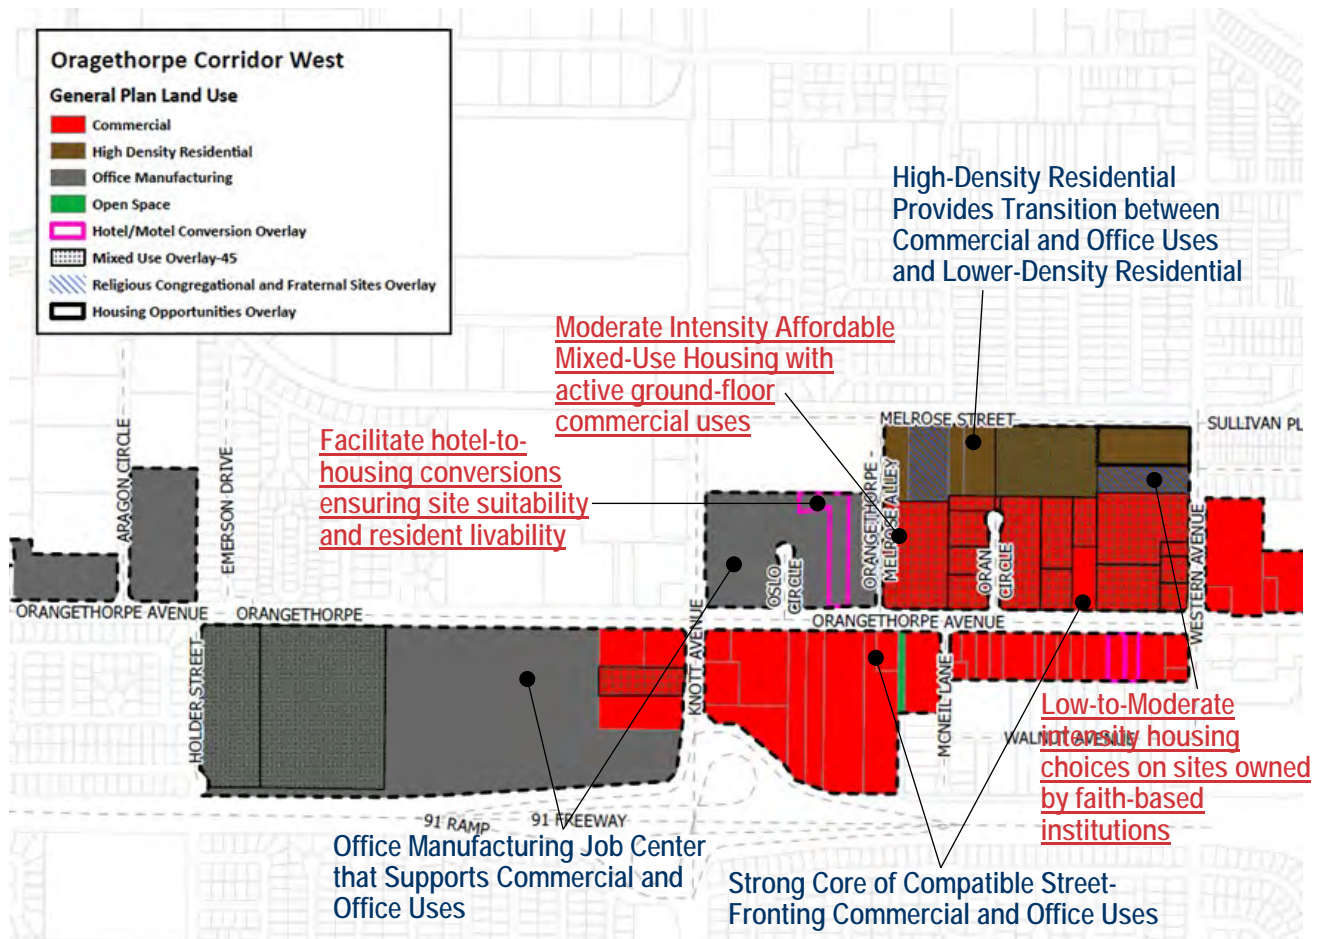 Oragethorpe Corridor West
General Plan Land Use
Commercial
High Density Residential
Office Manufacturing
Open Space
Hotel/Motel Conversion Overlay
Mixed Use Overlay-45
Religious Congregational and Fraternal Sites Overlay
Housing Opportunities Overlay
High-Density Residential
Provides Transition between
Commercial and Office Uses
and Lower-Density Residential
Moderate Intensity Affordable
Mixed-Use Housing with
active ground-floor
commercial uses
Facilitate hotel-to-
housing conversions
ensuring site suitability
and resident livability
MELROSE STREET
SULLIVAN PL
ARAGON CIRCLE
EMERSON DRIVE
ORANGETHORPE
MELROSE ALLEY
OSLO
CIRCLE
ORAN
CIRCLE
WESTERN AVENUE
ORANGETHORPE AVENUE
ORANGETHORPE
ORANGETHORPE AVENUE
HOLDER STREET
KNOTT AVENUE
MCNEIL LANE
WALNUT AVENUE
Low-to-Moderate
intensity housing
choices on sites owned
by faith-based
institutions
91 RAMP
91 FREEWAY
Office Manufacturing Job Center
that Supports Commercial and
Office Uses
Strong Core of Compatible Street-
Fronting Commercial and Office Uses